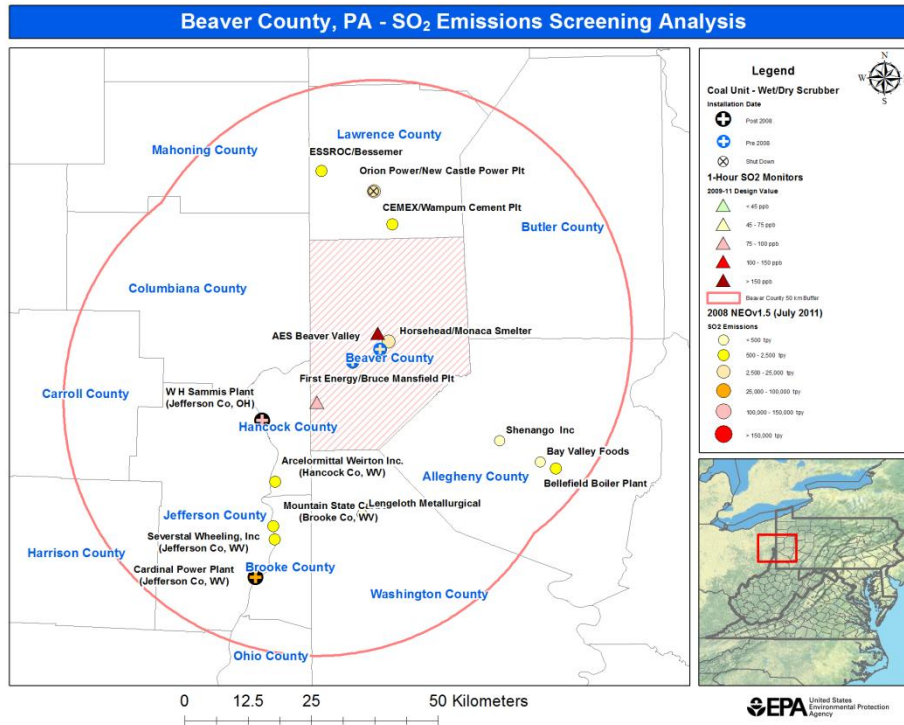 Beaver County, PA - SO₂ Emissions Screening Analysis
Lawrence County
Mahoning County
ESSROC/Bessemer
Orion Power/New Castle Power Plt
CEMEX/Wampum Cement Plt
Butler County
Columbiana County
AES Beaver Valley
Horsehead/Monaca Smelter
Beaver County
First Energy/Bruce Mansfield Plt
Carroll County
W H Sammis Plant
(Jefferson Co, OH)
Hancock County
Shenango Inc
Bay Valley Foods
Allegheny County
Bellefield Boiler Plant
Arcelormittal Weirton Inc.
(Hancock Co, WV)
Mountain State
Lengeloth Metallurgical
(Brooke Co, WV)
Jefferson County
Severstal Wheeling, Inc
(Jefferson Co, WV)
Harrison County
Brooke County
Cardinal Power Plant
(Jefferson Co, WV)
Washington County
Ohio County
0 12.5 25 50 Kilometers
Legend
N
W E
S
Coal Unit - Wet/Dry Scrubber
Installation Date
Post 2008
Pre 2008
Shut Down
1-Hour SO2 Monitors
2009-11 Design Value
< 45 ppb
45 - 75 ppb
75 - 100 ppb
100 - 150 ppb
> 150 ppb
Beaver County 50 km Buffer
2008 NEOv1.5 (July 2011)
SO2 Emissions
< 500 tpy
500 - 2,500 tpy
2,500 - 25,000 tpy
25,000 - 100,000 tpy
100,000 - 150,000 tpy
> 150,000 tpy
EPA
United States
Environmental Protection
Agency